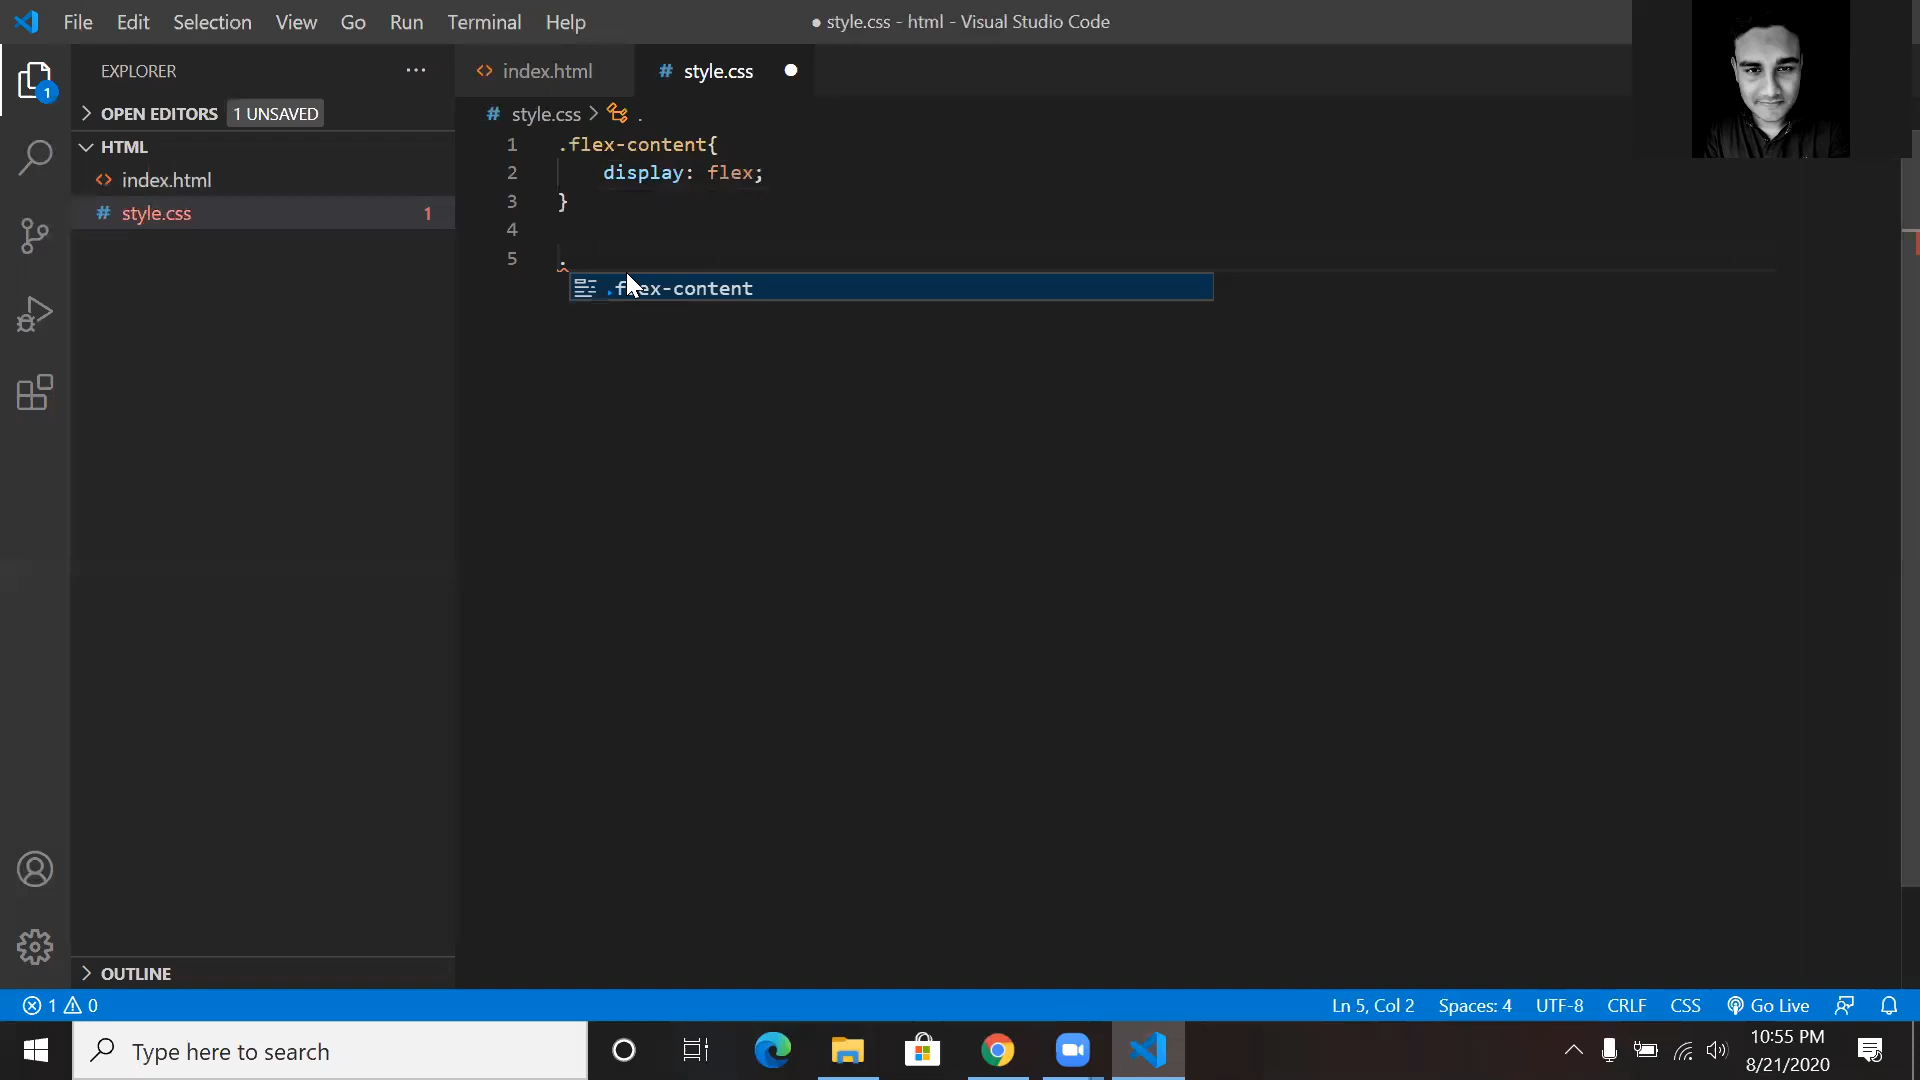 File Edit Selection View Go Run Terminal Help
● style.css - html - Visual Studio Code
EXPLORER ...
OPEN EDITORS 1 UNSAVED
HTML
index.html
# style.css 1
OUTLINE
index.html # style.css ●
# style.css > .
1 .flex-content{
2 display: flex;
3 }
4
5 .
.flex-content
1
1 0
Ln 5, Col 2 Spaces: 4 UTF-8 CRLF CSS Go Live
Type here to search
10:55 PM
8/21/2020